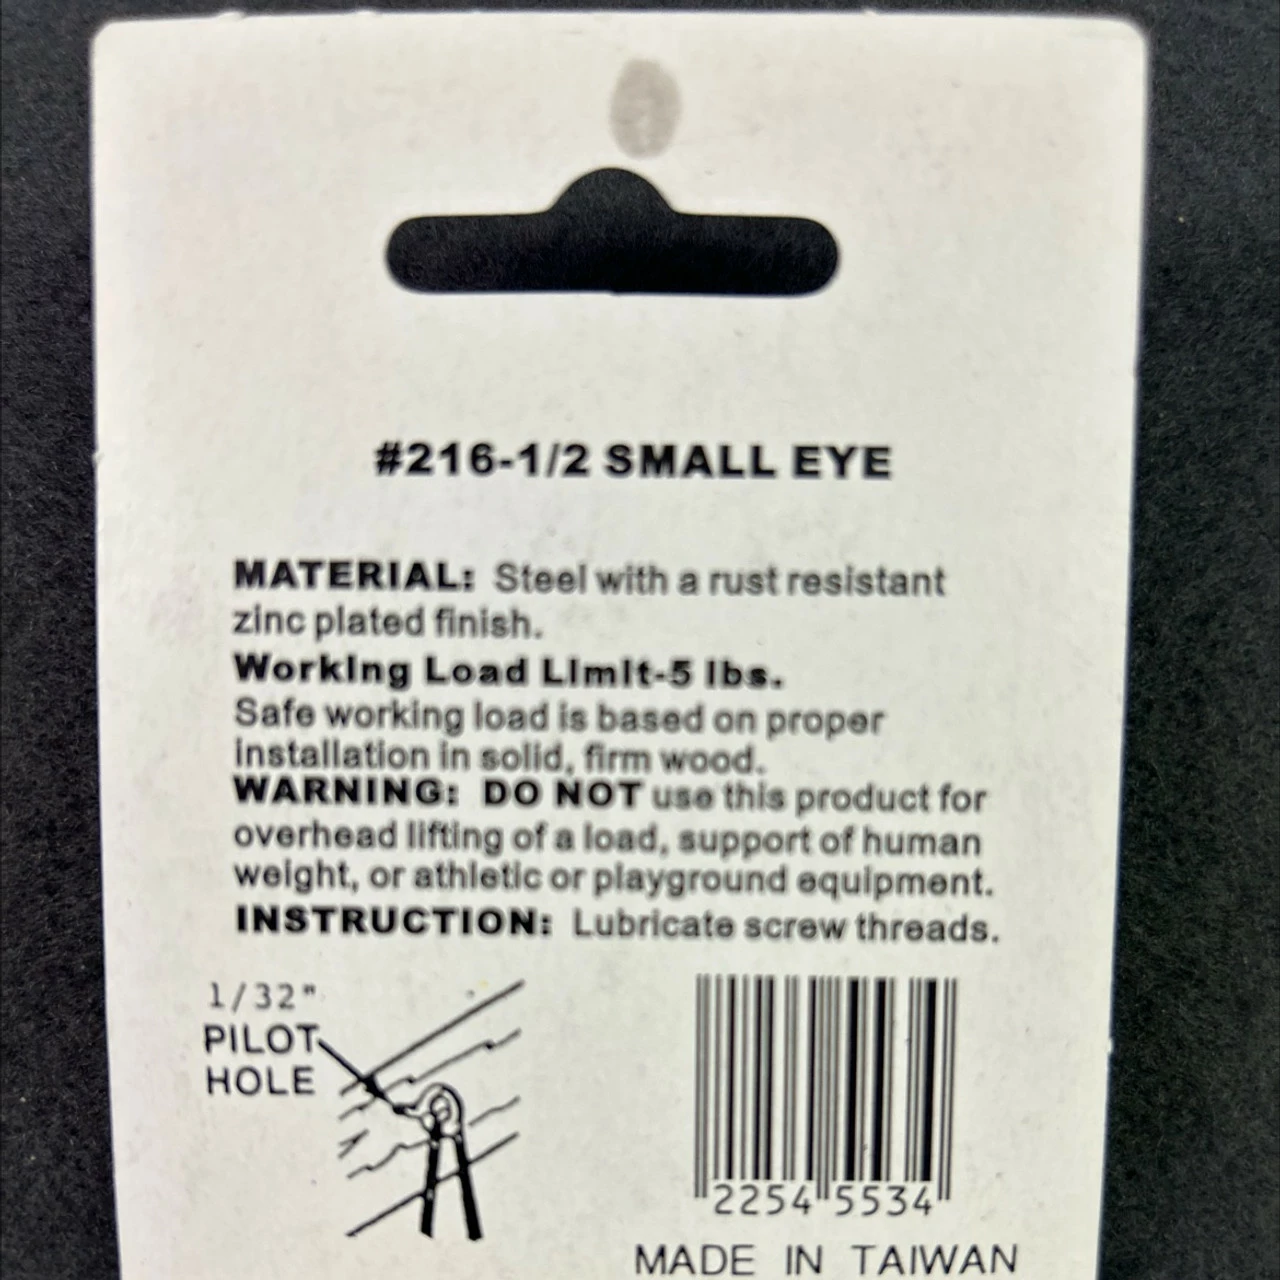 #216-1/2 SMALL EYE
MATERIAL: Steel with a rust resistant
zinc plated finish.
Working Load Limit-5 lbs.
Safe working load is based on proper
installation in solid, firm wood.
WARNING: DO NOT use this product for
overhead lifting of a load, support of human
weight, or athletic or playground equipment.
INSTRUCTION: Lubricate screw threads.
1/32"
PILOT
HOLE
2254 5534
MADE IN TAIWAN